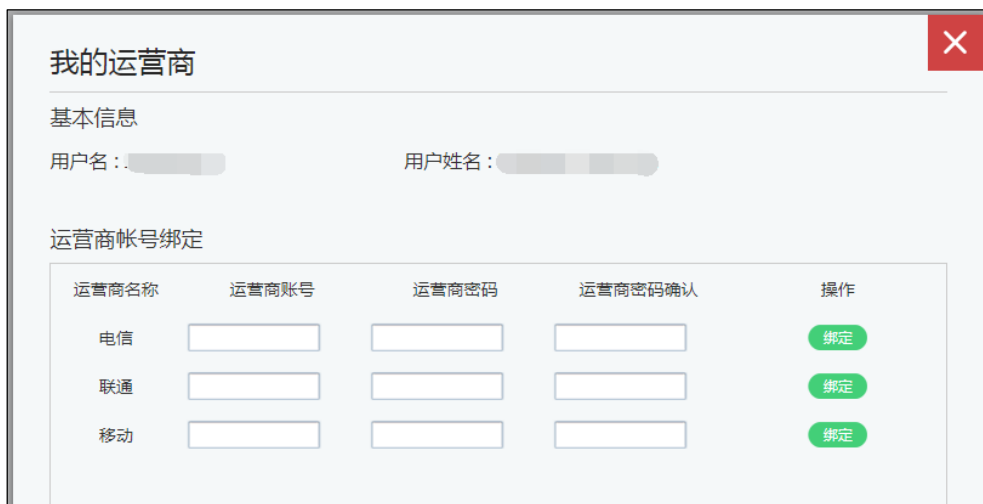 我的运营商
基本信息
用户名: 用户姓名:
运营商帐号绑定
运营商名称 运营商账号 运营商密码 运营商密码确认 操作
电信 绑定
联通 绑定
移动 绑定